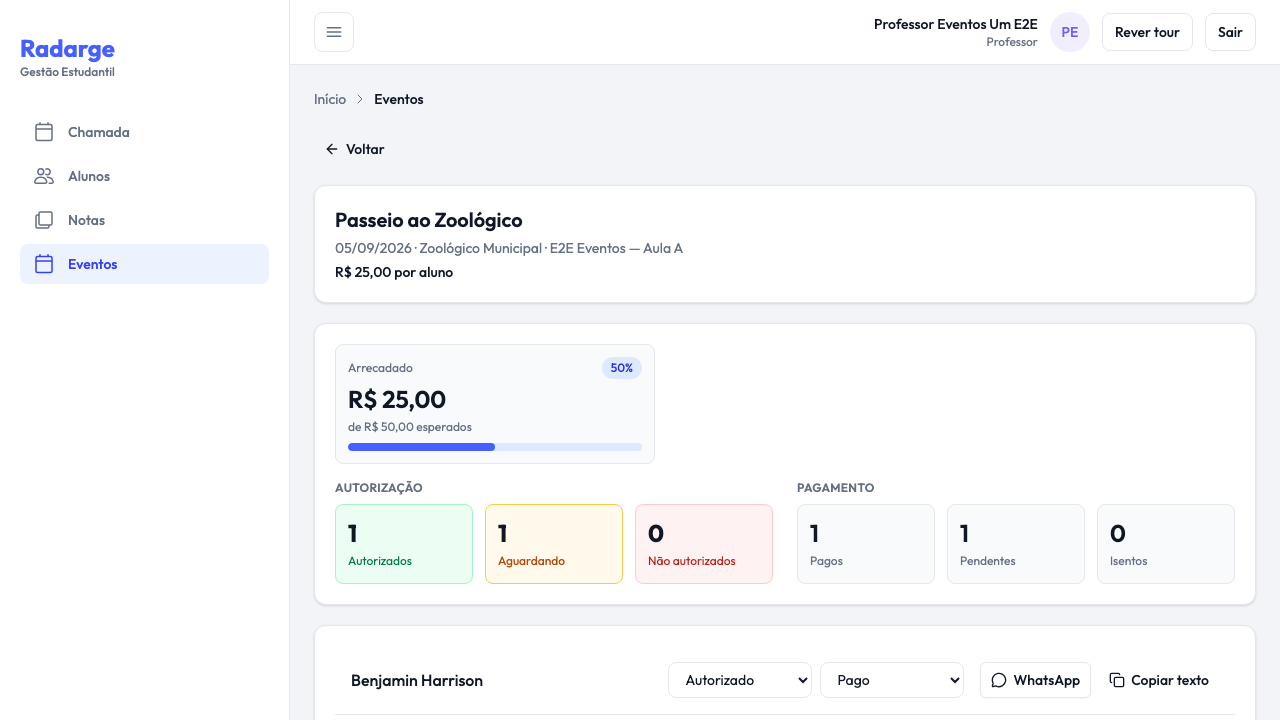 Radarge
Gestão Estudantil
Chamada
Alunos
Notas
Eventos
Professor Eventos Um E2E
Professor
PE
Rever tour
Sair
Início
Eventos
Voltar
Passeio ao Zoológico
05/09/2026 · Zoológico Municipal · E2E Eventos — Aula A
R$ 25,00 por aluno
Arrecadado
50%
R$ 25,00
de R$ 50,00 esperados
AUTORIZAÇÃO
1
Autorizados
1
Aguardando
0
Não autorizados
PAGAMENTO
1
Pagos
1
Pendentes
0
Isentos
Benjamin Harrison
Autorizado
Pago
WhatsApp
Copiar texto